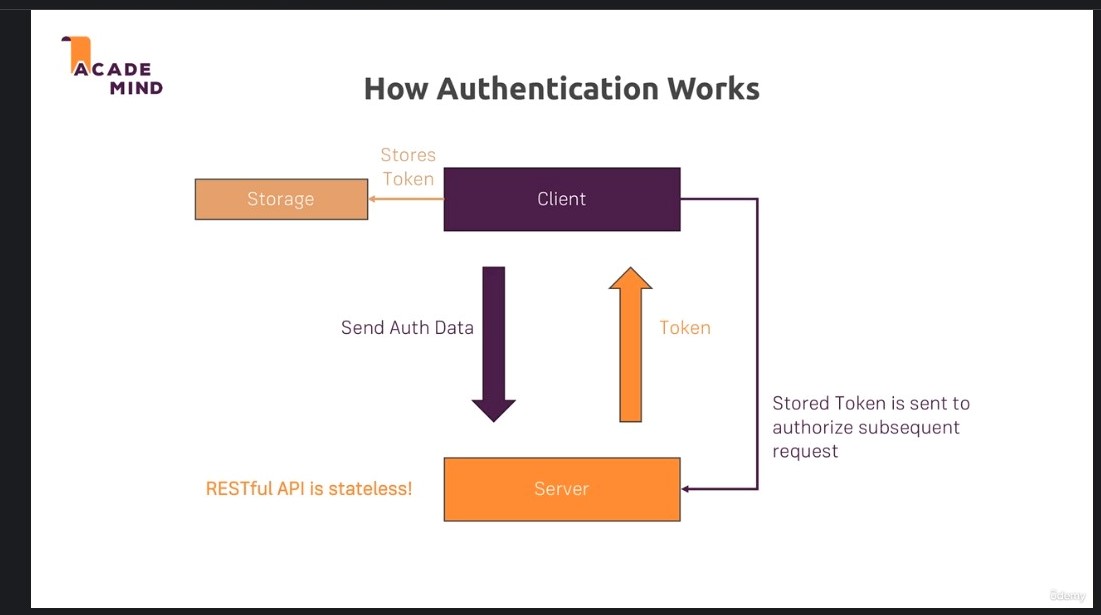 ACADE
MIND
How Authentication Works
Stores
Token
Storage
Client
Send Auth Data
Token
Stored Token is sent to
authorize subsequent
request
RESTful API is stateless!
Server
ûdemy